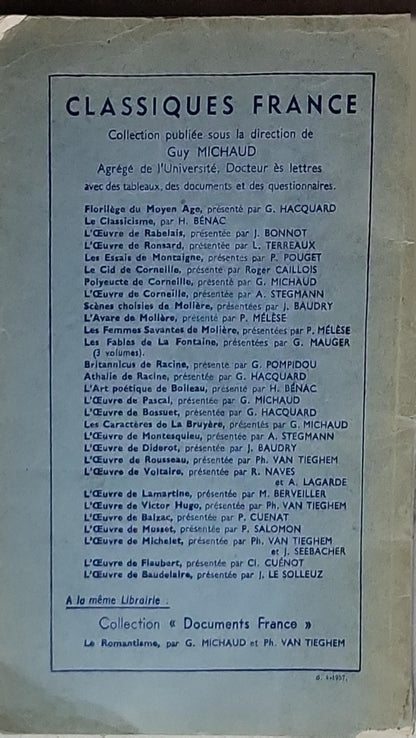 CLASSIQUES FRANCE
Collection publiée sous la direction de
Guy MICHAUD
Agrégé de l'Université, Docteur ès lettres
avec des tableaux, des documents et des questionnaires.
Florilège du Moyen Age, présenté par G. HACQUARD
Le Classicisme, par H. BÉNAC
L'Œuvre de Rabelais, présentée par J. BONNOT
L'Œuvre de Ronsard, présentée par L. TERREAUX
Les Essais de Montaigne, présentés par P. POUGET
Le Cid de Corneille, présenté par Roger CAILLOIS
Polyeucte de Corneille, présenté par G. MICHAUD
L'Œuvre de Corneille, présentée par A. STEGMANN
Scènes choisies de Molière, présentées par J. BAUDRY
L'Avare de Molière, présenté par P. MÉLÈSE
Les Femmes Savantes de Molière, présentées par P. MÉLÈSE
Les Fables de La Fontaine, présentées par G. MAUGER
(3 volumes).
Britannicus de Racine, présenté par G. POMPIDOU
Athalie de Racine, présentée par G. HACQUARD
L'Art poétique de Boileau, présenté par H. BÉNAC
L'Œuvre de Pascal, présentée par G. MICHAUD
L'Œuvre de Bossuet, présentée par G. HACQUARD
Les Caractères de La Bruyère, présentés par G. MICHAUD
L'Œuvre de Montesquieu, présentée par A. STEGMANN
L'Œuvre de Diderot, présentée par J. BAUDRY
L'Œuvre de Rousseau, présentée par Ph. VAN TIEGHEM
L'Œuvre de Voltaire, présentée par R. NAVES
et A. LAGARDE
L'Œuvre de Lamartine, présentée par M. BERVEILLER
L'Œuvre de Victor Hugo, présentée par Ph. VAN TIEGHEM
L'Œuvre de Balzac, présentée par P. CUENAT
L'Œuvre de Musset, présentée par P. SALOMON
L'Œuvre de Michelet, présentée par Ph. VAN TIEGHEM
et J. SEEBACHER
L'Œuvre de Flaubert, présentée par Cl. CUÉNOT
L'Œuvre de Baudelaire, présentée par J. LE SOLLEUZ
A la même Librairie :
Collection « Documents France »
Le Romantisme, par G. MICHAUD et Ph. VAN TIEGHEM
6. 4-1957.